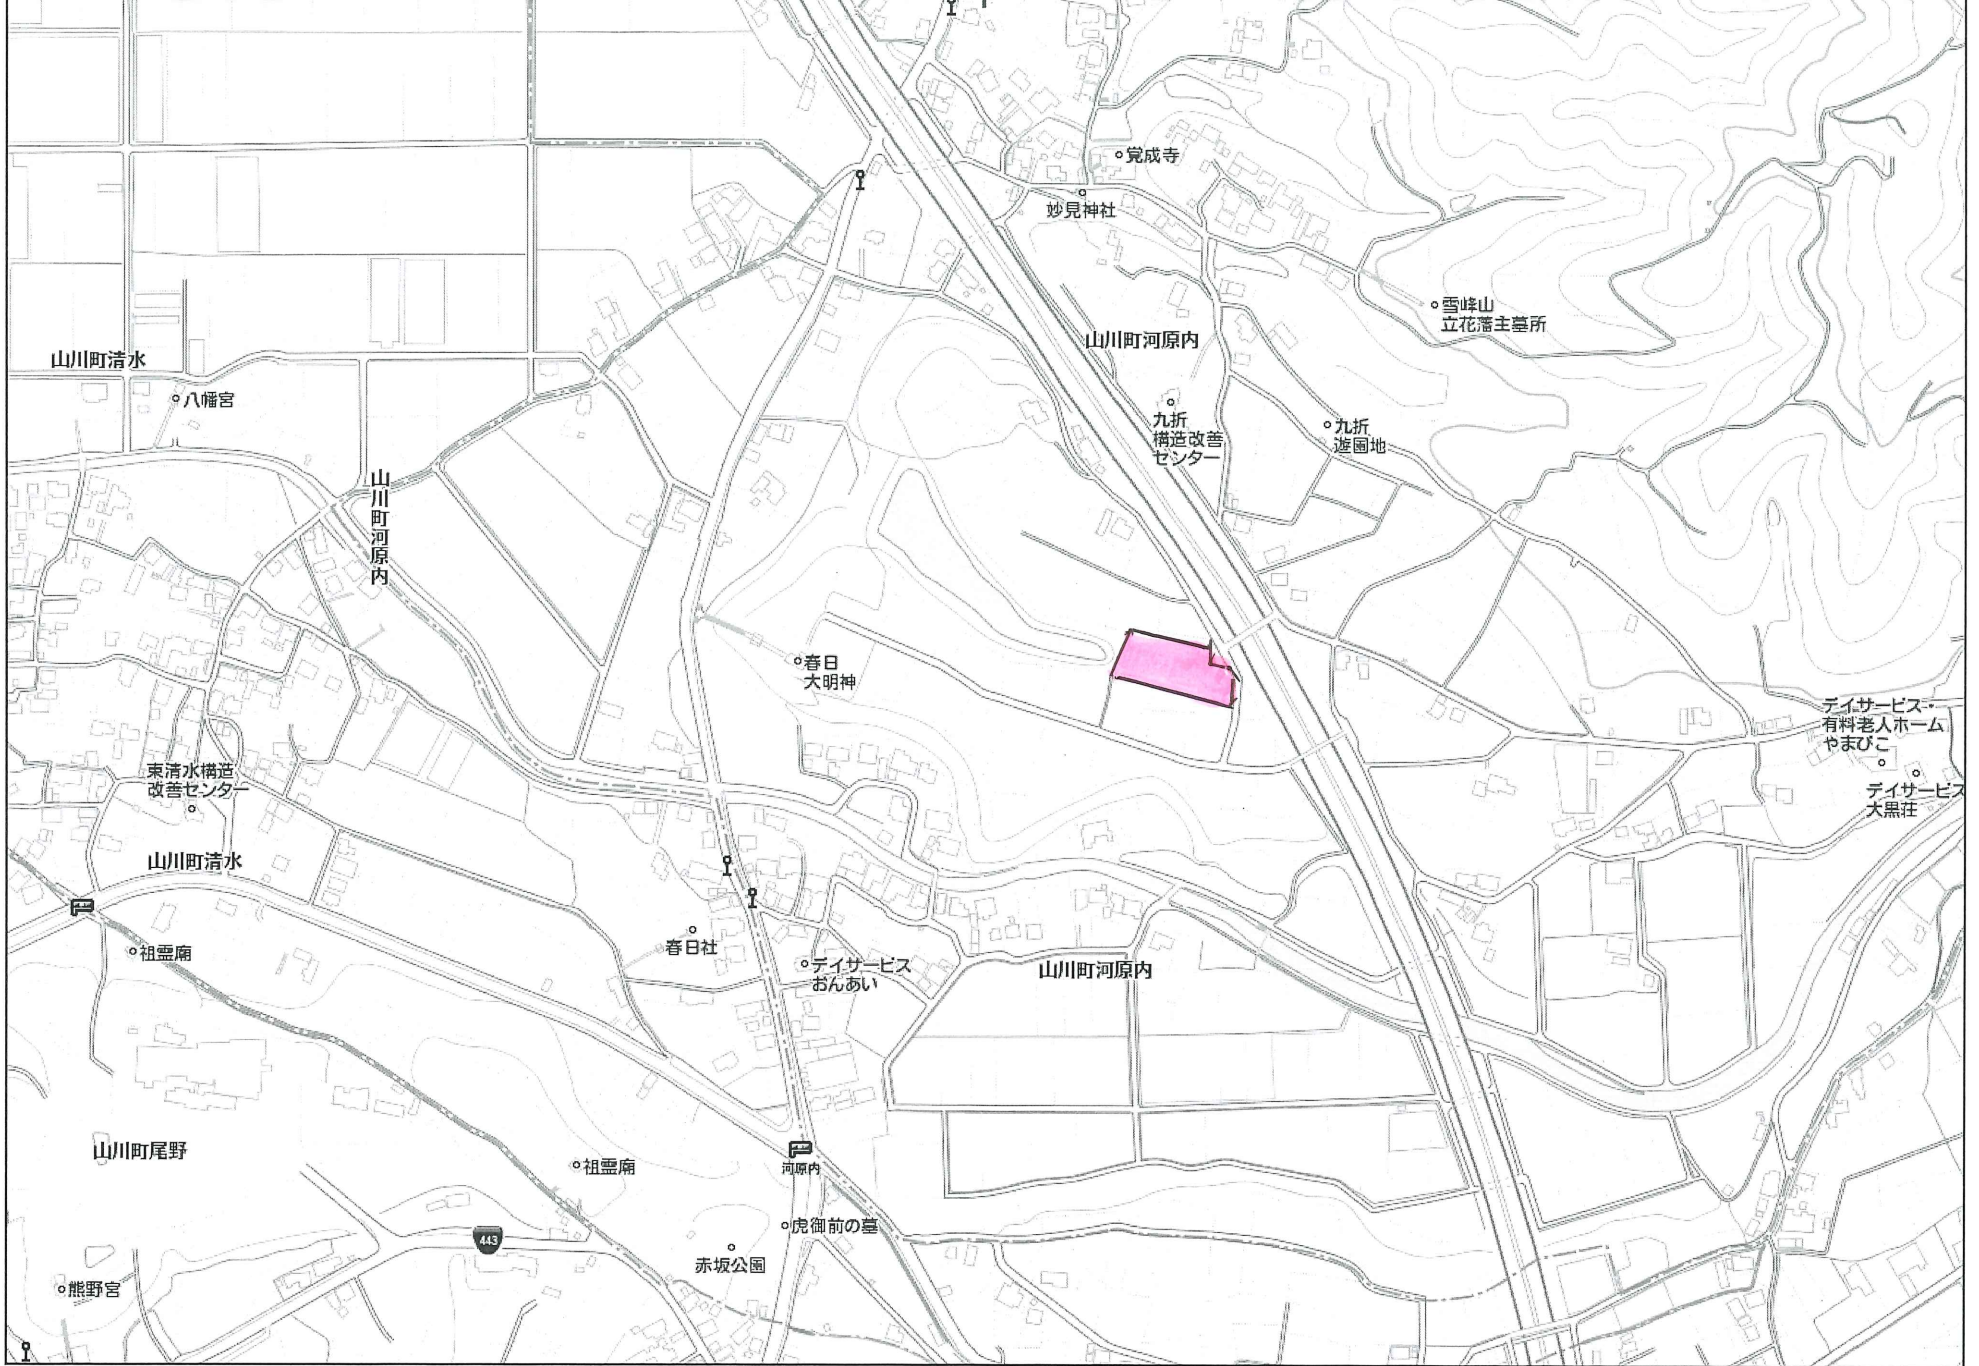 覚成寺
妙見神社
雪峰山
立花藩主墓所
山川町河原内
山川町清水
八幡宮
九折
構造改善
センター
九折
遊園地
山川町河原内
春日
大明神
デイサービス・
有料老人ホーム
やまびこ
デイサービス
大黒荘
東清水構造
改善センター
山川町清水
祖霊廟
春日社
デイサービス
おんあい
山川町河原内
山川町尾野
河原内
祖霊廟
虎御前の墓
443
赤坂公園
熊野宮